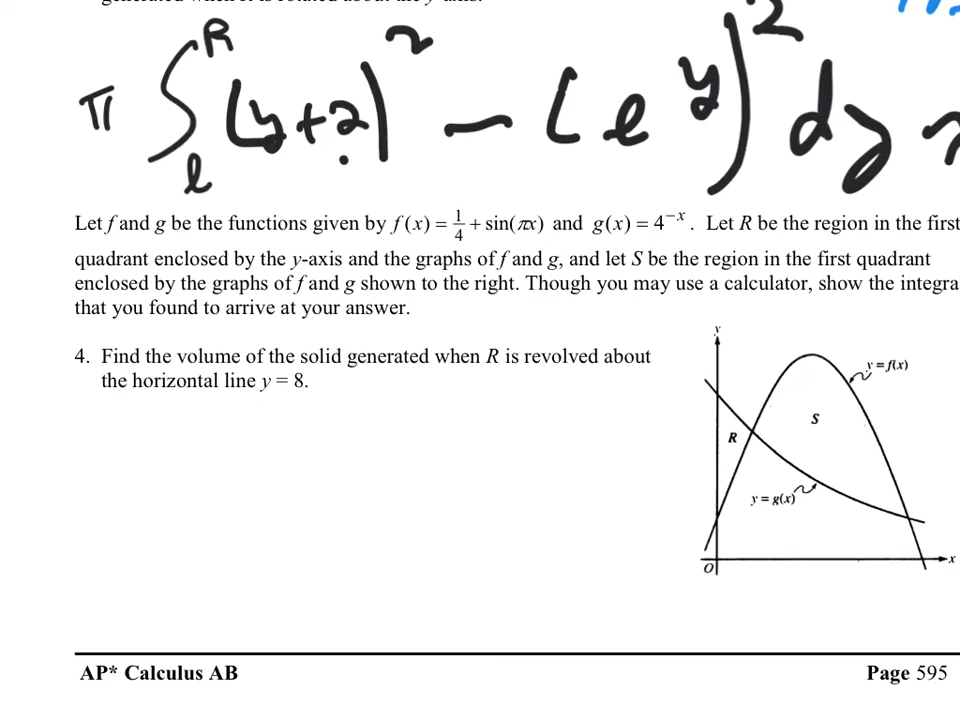 π ∫ R l (y+2)^2 − (e^y)^2 dy
Let f and g be the functions given by f(x) = 1/4 + sin(πx) and g(x) = 4^−x. Let R be the region in the first
quadrant enclosed by the y-axis and the graphs of f and g, and let S be the region in the first quadrant
enclosed by the graphs of f and g shown to the right. Though you may use a calculator, show the integra
that you found to arrive at your answer.
4. Find the volume of the solid generated when R is revolved about
the horizontal line y = 8.
y
y = f(x)
S
R
y = g(x)
O
x
AP* Calculus AB
Page 595